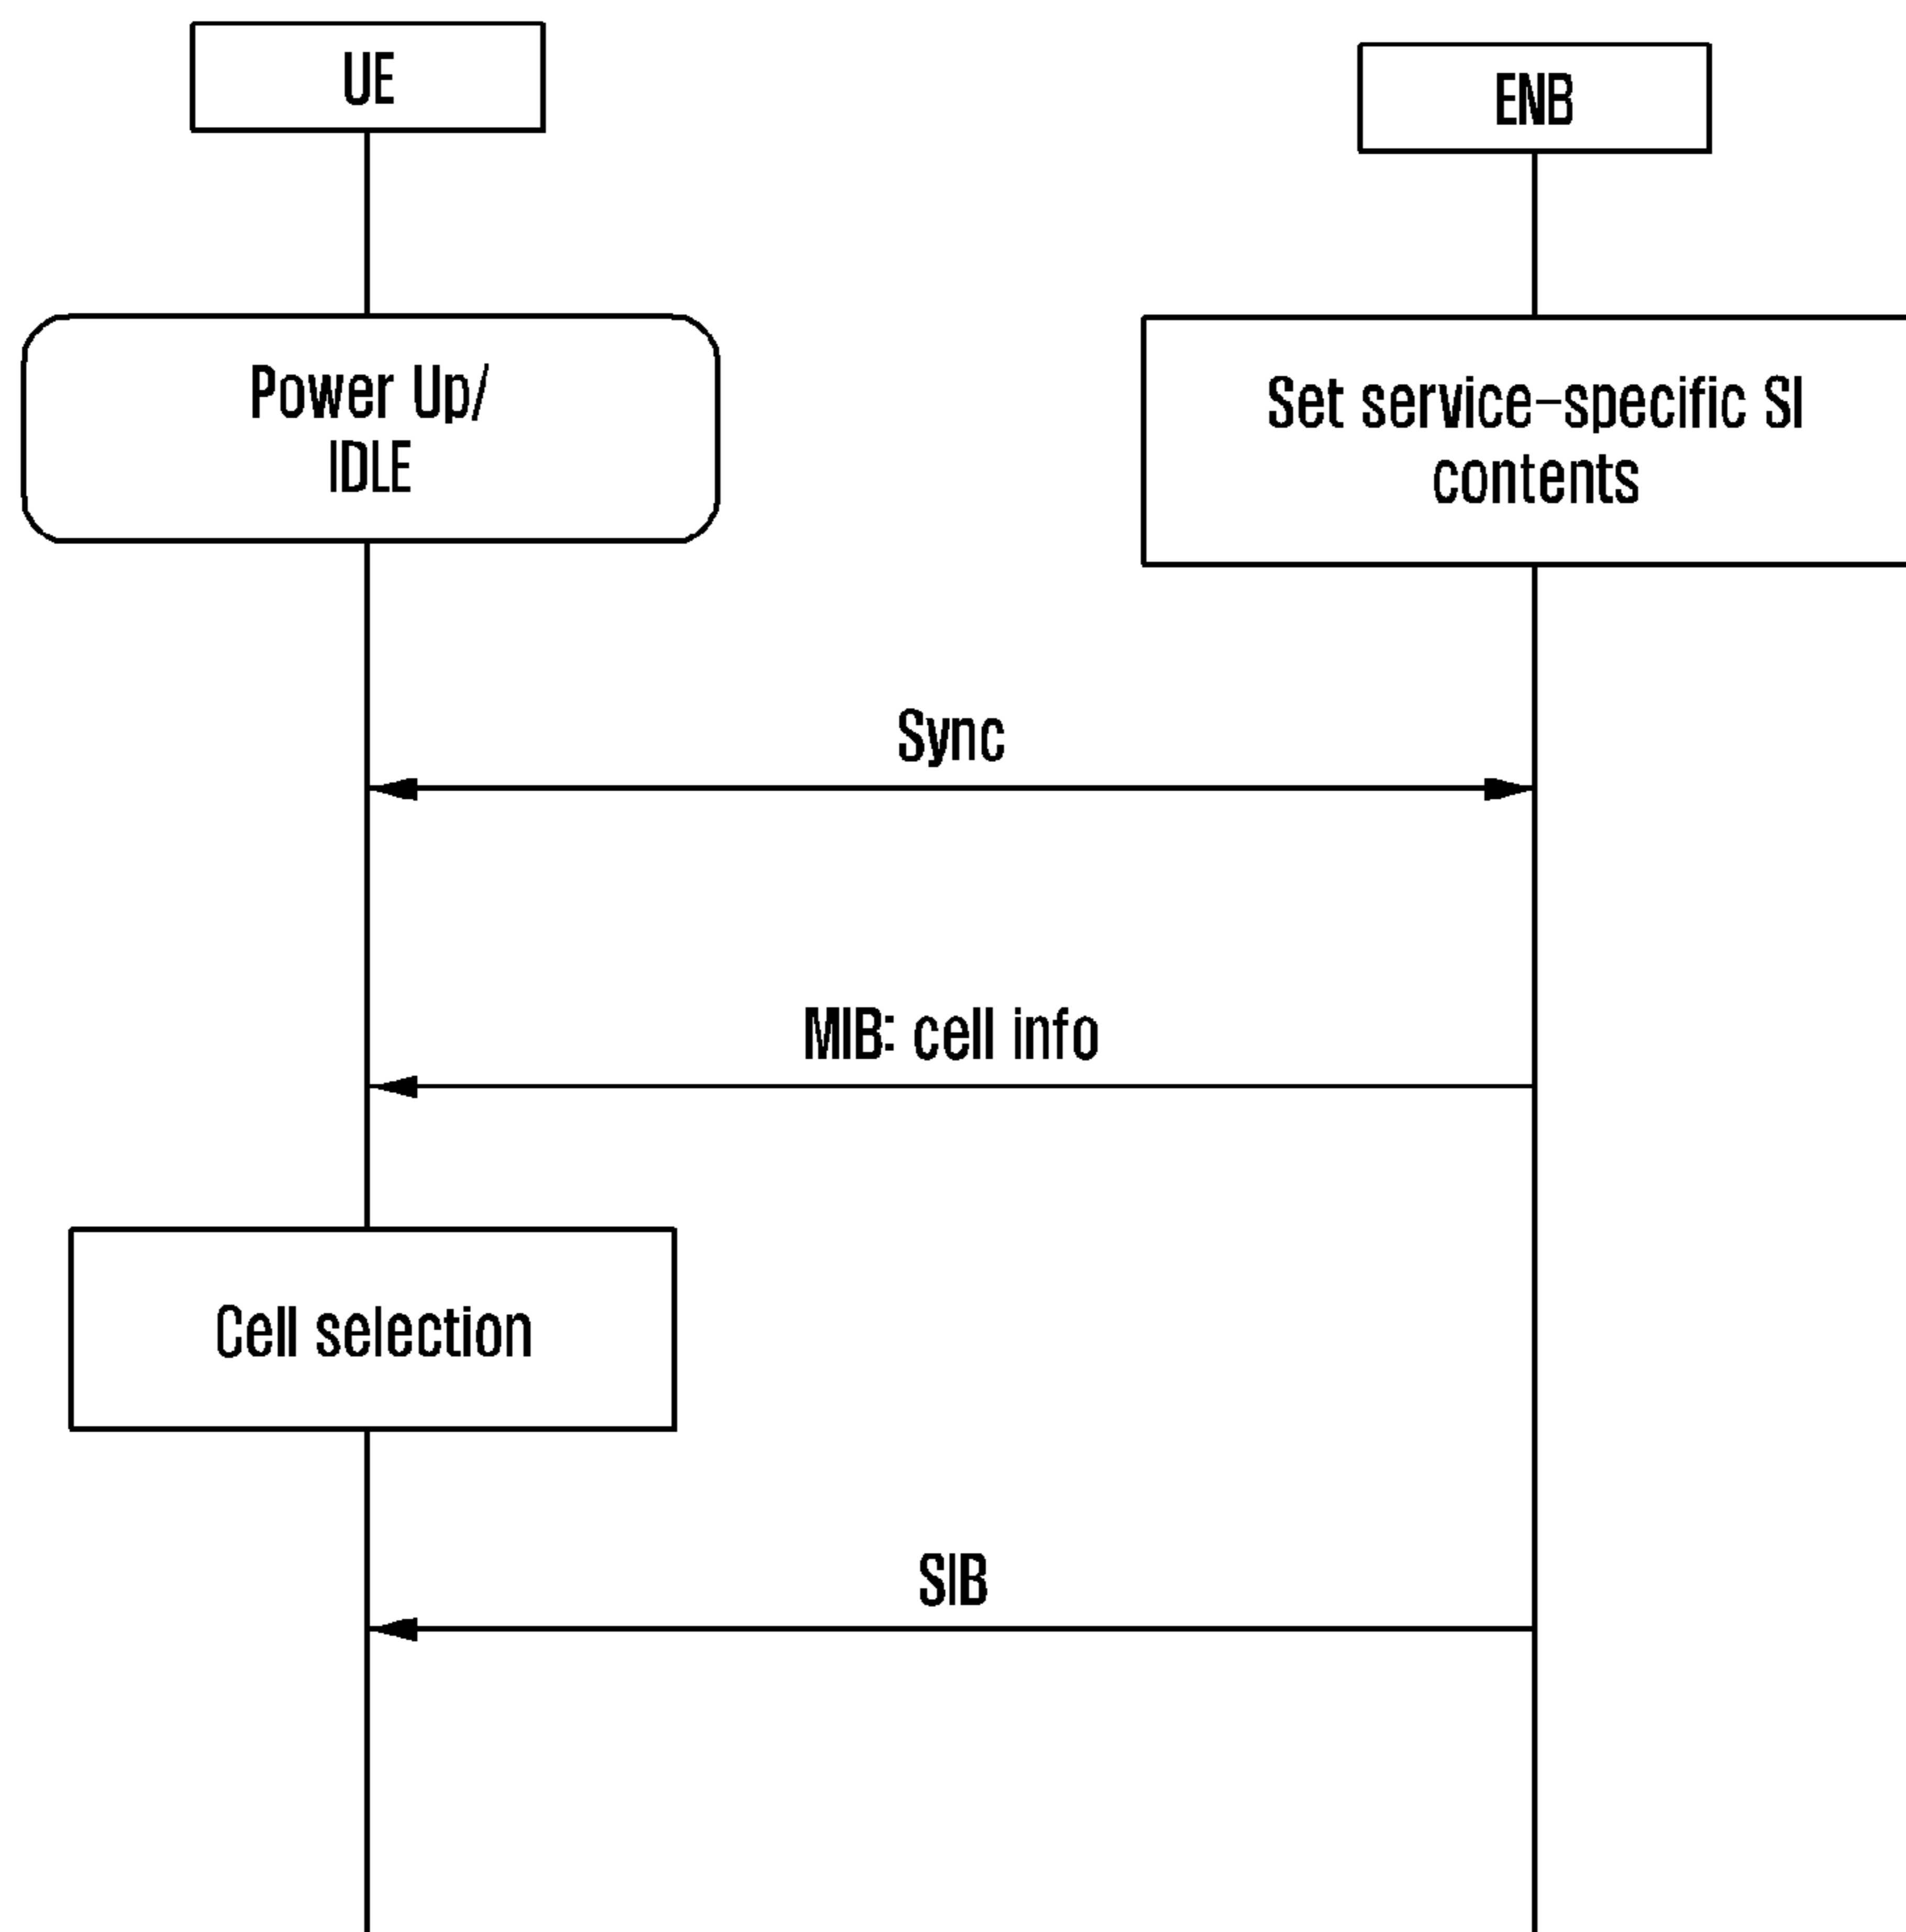 UE
ENB
Power Up/
IDLE
Set service-specific SI
contents
Sync
MIB: cell info
Cell selection
SIB